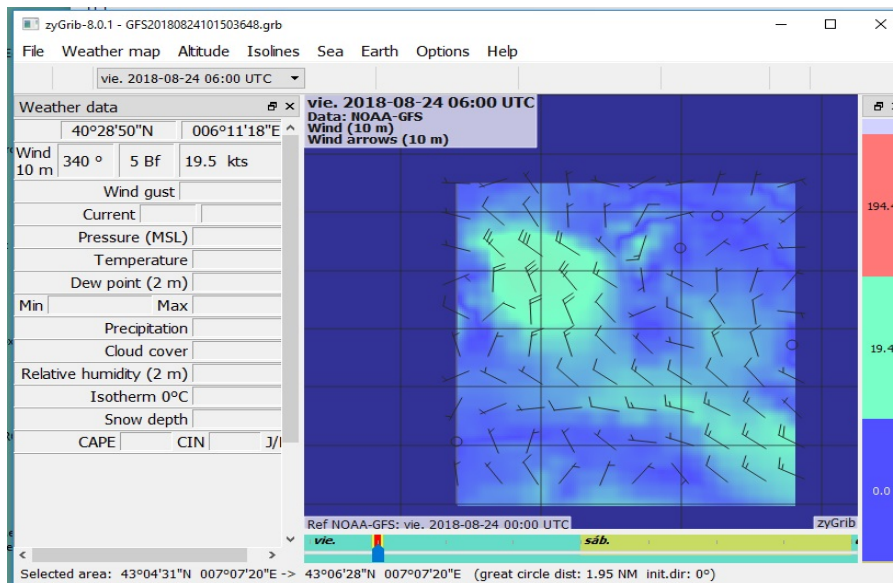 zyGrib-8.0.1 - GFS20180824101503648.grb
File Weather map Altitude Isolines Sea Earth Options Help
vie. 2018-08-24 06:00 UTC
Weather data
40°28'50"N 006°11'18"E
Wind 10 m 340 ° 5 Bf 19.5 kts
Wind gust
Current
Pressure (MSL)
Temperature
Dew point (2 m)
Min Max
Precipitation
Cloud cover
Relative humidity (2 m)
Isotherm 0°C
Snow depth
CAPE CIN
vie. 2018-08-24 06:00 UTC
Data: NOAA-GFS
Wind (10 m)
Wind arrows (10 m)
194.4
19.4
0.0
Ref NOAA-GFS: vie. 2018-08-24 00:00 UTC zyGrib
vie. sáb.
Selected area: 43°04'31"N 007°07'20"E -> 43°06'28"N 007°07'20"E (great circle dist: 1.95 NM init.dir: 0°)